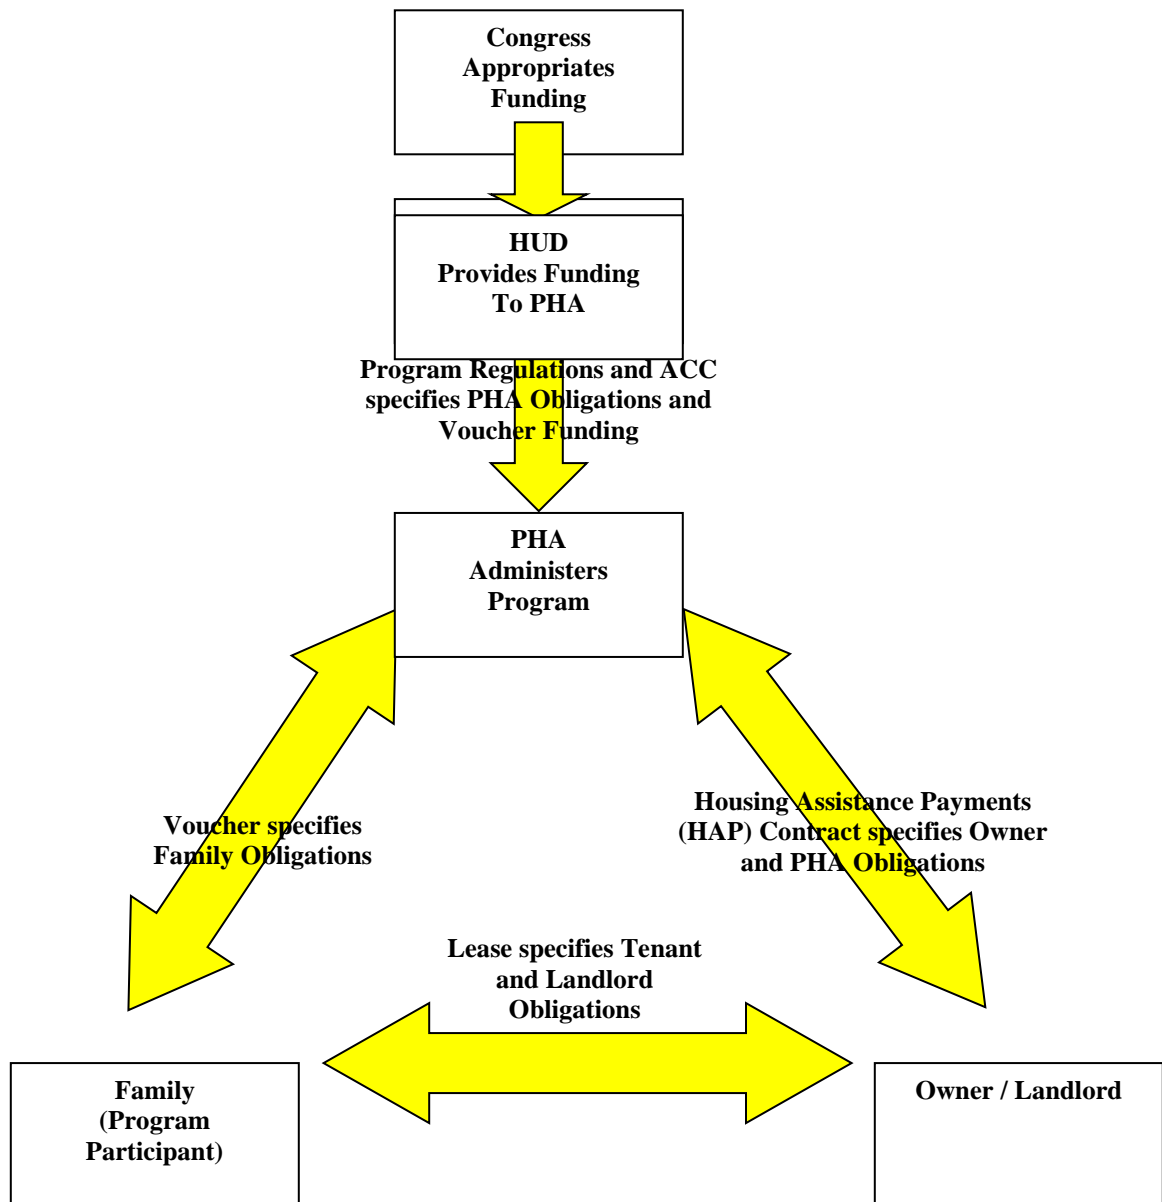 Congress
Appropriates
Funding
HUD
Provides Funding
To PHA
Program Regulations and ACC
specifies PHA Obligations and
Voucher Funding
PHA
Administers
Program
Voucher specifies
Family Obligations
Housing Assistance Payments
(HAP) Contract specifies Owner
and PHA Obligations
Lease specifies Tenant
and Landlord
Obligations
Family
(Program
Participant)
Owner / Landlord